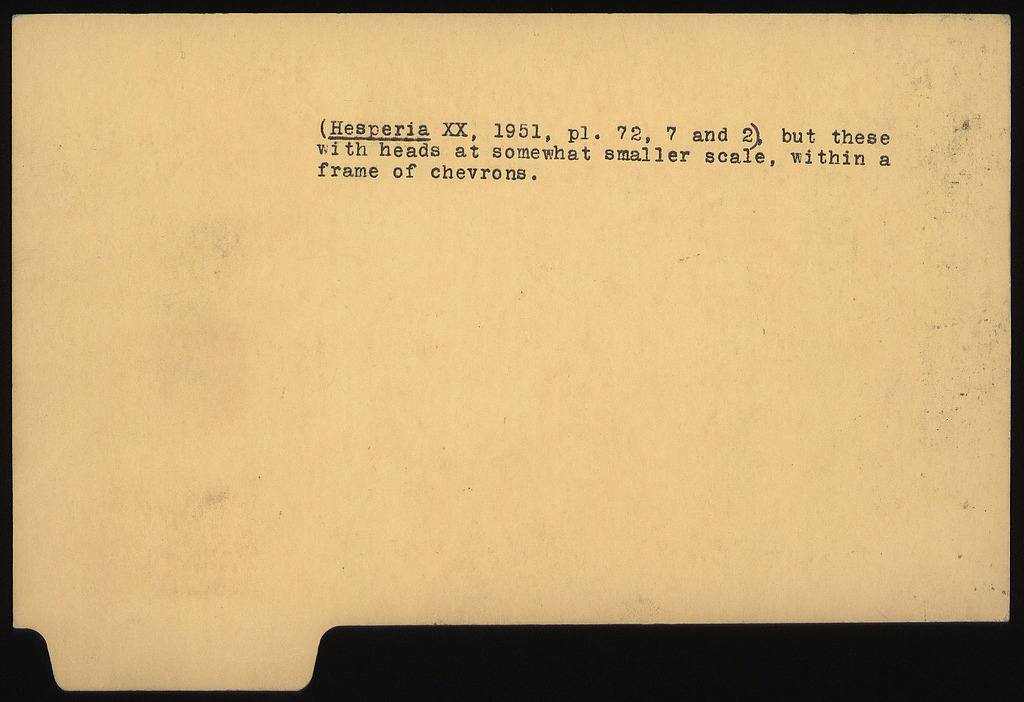 (Hesperia XX, 1951, pl. 72, 7 and 2), but these
with heads at somewhat smaller scale, within a
frame of chevrons.